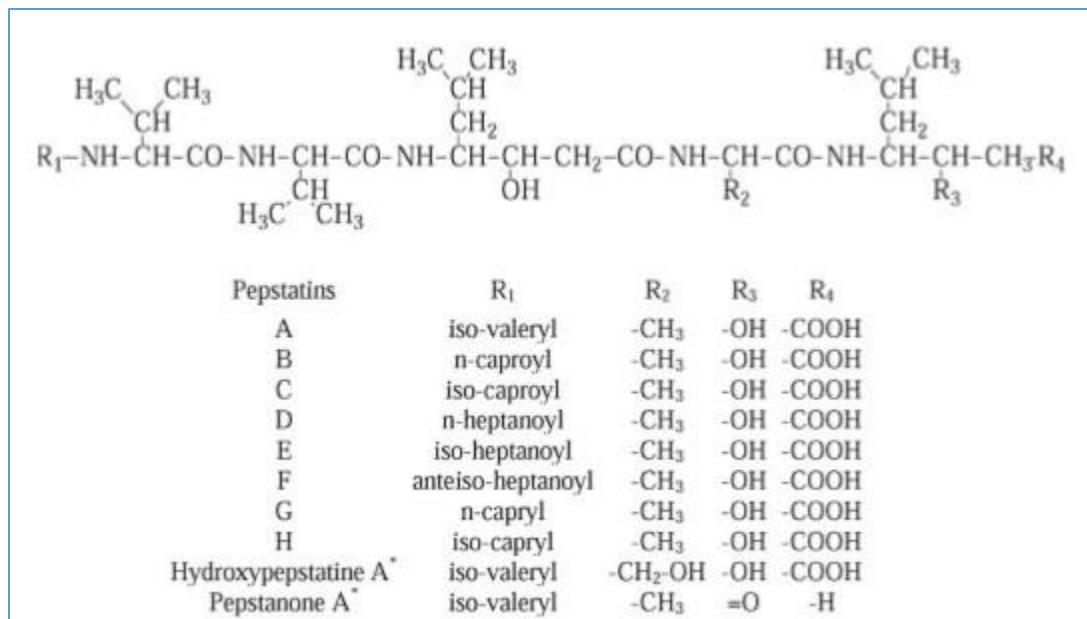 H₃C CH₃ H₃C CH₃
H₃C CH₃ CH CH
CH CH₂ CH₂
R₁-NH-CH-CO-NH-CH-CO-NH-CH-CH-CH₂-CO-NH-CH-CO-NH-CH-CH-CH₃R₄
CH OH R₂ R₃
H₃C CH₃
Pepstatins R₁ R₂ R₃ R₄
A iso-valeryl -CH₃ -OH -COOH
B n-caproyl -CH₃ -OH -COOH
C iso-caproyl -CH₃ -OH -COOH
D n-heptanoyl -CH₃ -OH -COOH
E iso-heptanoyl -CH₃ -OH -COOH
F anteiso-heptanoyl -CH₃ -OH -COOH
G n-capryl -CH₃ -OH -COOH
H iso-capryl -CH₃ -OH -COOH
Hydroxypepstatine A* iso-valeryl -CH₂-OH -OH -COOH
Pepstanone A* iso-valeryl -CH₃ =O -H